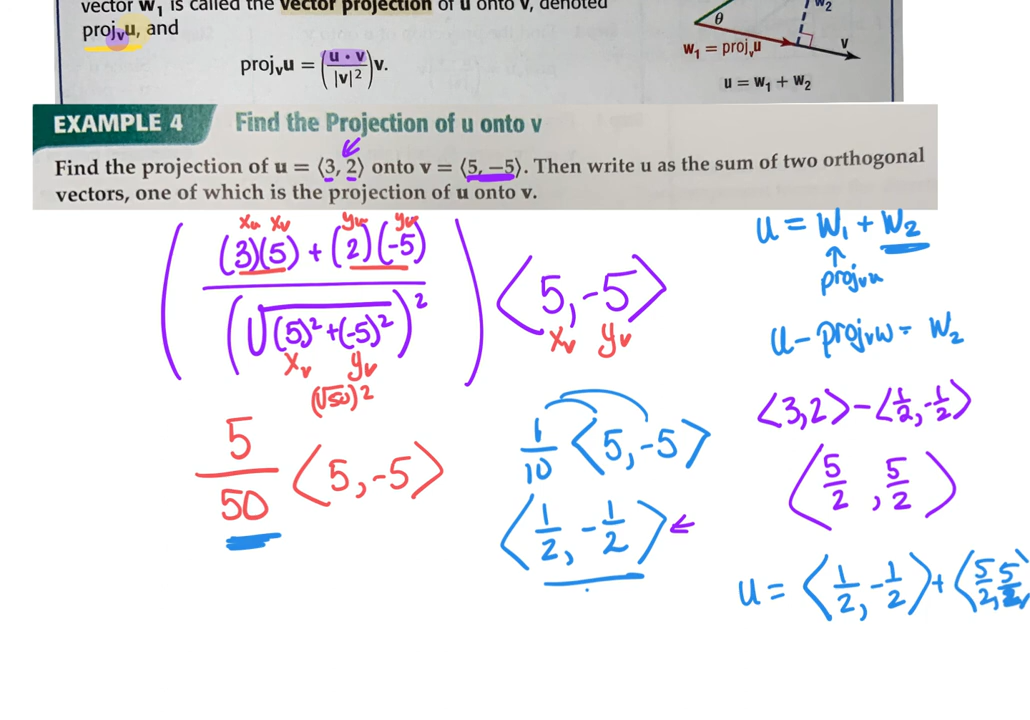 vector w₁ is called the vector projection of u onto v, denoted
projᵥu, and
projᵥu = (u • v / |v|²) v.
θ
w₂
w₁ = projᵥu
v
u = w₁ + w₂
EXAMPLE 4 Find the Projection of u onto v
Find the projection of u = ⟨3, 2⟩ onto v = ⟨5, −5⟩. Then write u as the sum of two orthogonal
vectors, one of which is the projection of u onto v.
xᵤ xᵥ
((3)(5) + (2)(-5) / (√(5)² + (-5)²)²) ⟨5, -5⟩
xᵥ yᵥ
xᵥ yᵥ
(√50)²
5/50 ⟨5, -5⟩
1/10 ⟨5, -5⟩
⟨1/2, -1/2⟩
u = w₁ + w₂
↑
projᵥu
u - projᵥw = w₂
⟨3,2⟩ - ⟨1/2, -1/2⟩
⟨5/2, 5/2⟩
u = ⟨1/2, -1/2⟩ + ⟨5/2, 5/2